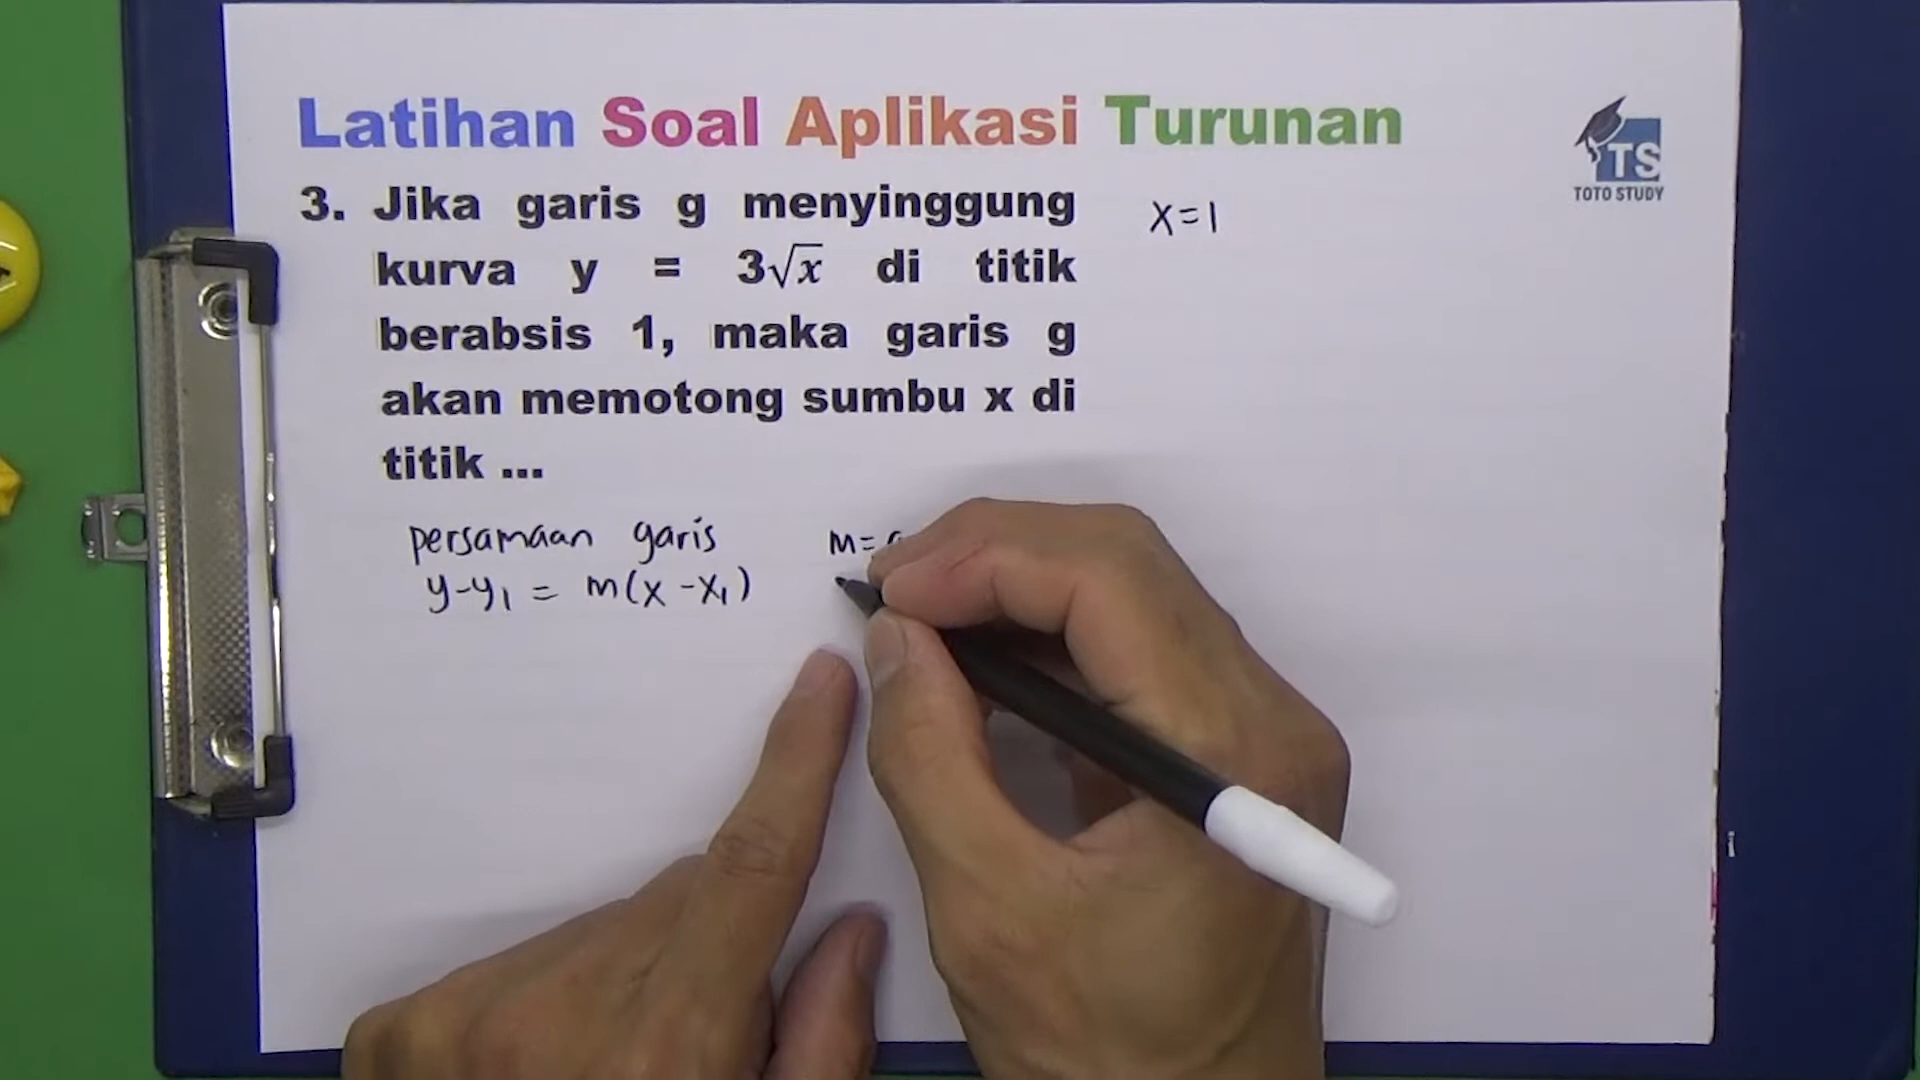 Latihan Soal Aplikasi Turunan
TS
TOTO STUDY
3. Jika garis g menyinggung
kurva y = 3√x di titik
berabsis 1, maka garis g
akan memotong sumbu x di
titik ...
x=1
persamaan garis
y-y₁ = m(x-x₁)
m=